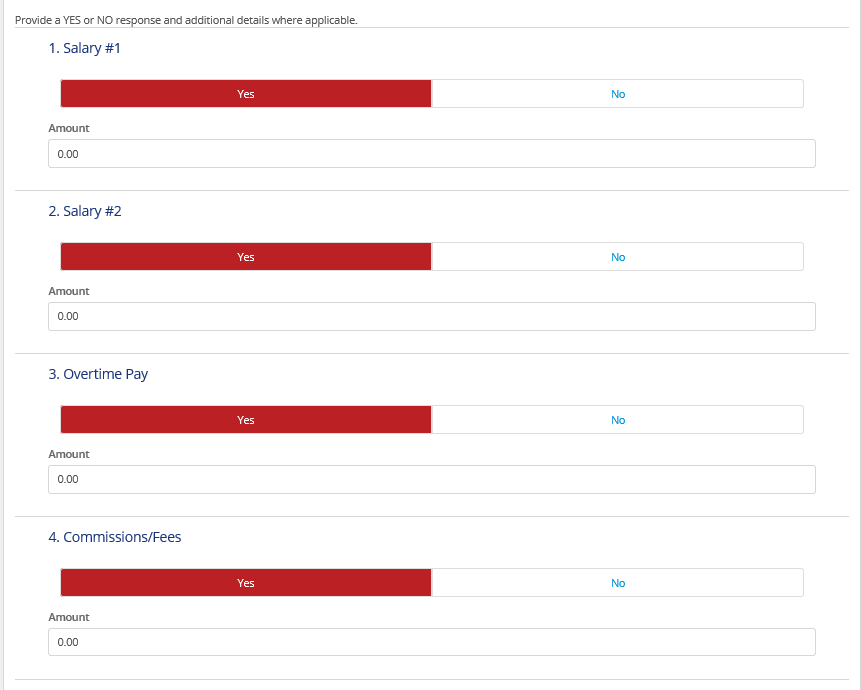 Provide a YES or NO response and additional details where applicable.
1. Salary #1
Yes No
Amount
0.00
2. Salary #2
Yes No
Amount
0.00
3. Overtime Pay
Yes No
Amount
0.00
4. Commissions/Fees
Yes No
Amount
0.00